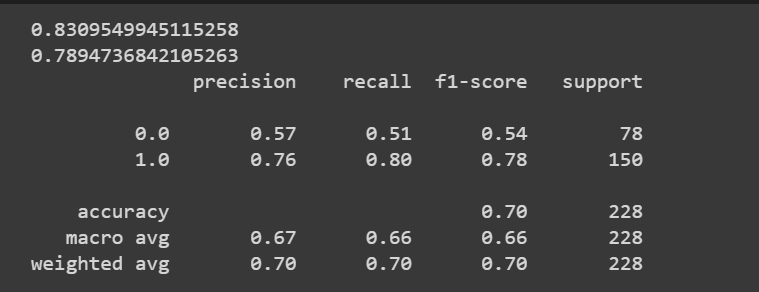 0.8309549945115258
0.7894736842105263
precision recall f1-score support
0.0 0.57 0.51 0.54 78
1.0 0.76 0.80 0.78 150
accuracy 0.70 228
macro avg 0.67 0.66 0.66 228
weighted avg 0.70 0.70 0.70 228